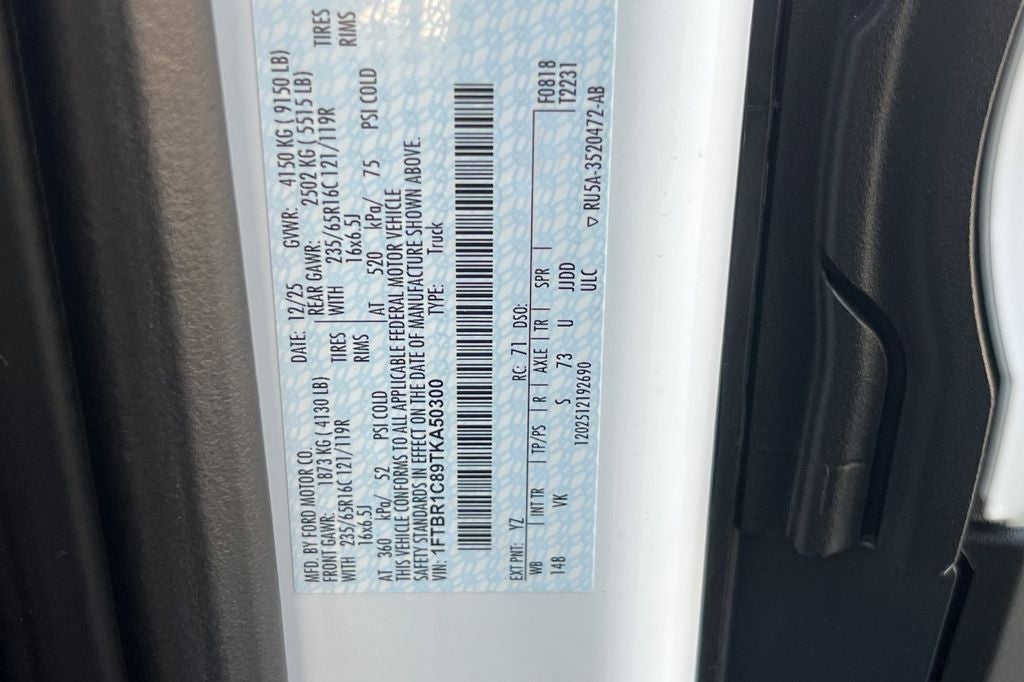 MFD. BY FORD MOTOR CO.
DATE: 12/25 GVWR: 4150 KG ( 9150 LB)
FRONT GAWR: 1873 KG ( 4130 LB)
REAR GAWR: 2502 KG ( 5515 LB)
WITH 235/65R16C 121/119R TIRES
WITH 235/65R16C 121/119R TIRES
16x6.5J RIMS
16x6.5J RIMS
AT 360 kPa/ 52 PSI COLD
AT 520 kPa/ 75 PSI COLD
THIS VEHICLE CONFORMS TO ALL APPLICABLE FEDERAL MOTOR VEHICLE
SAFETY STANDARDS IN EFFECT ON THE DATE OF MANUFACTURE SHOWN ABOVE.
VIN: 1FTBR1C89TKA50300 TYPE: Truck
EXT PNT: YZ RC: 71 DSO:
WB INT TR TP/PS R AXLE TR SPR F0818
148 VK S 73 U JJDD T2231
120251219269​0 ULC
▽ RU5A-3520472-AB